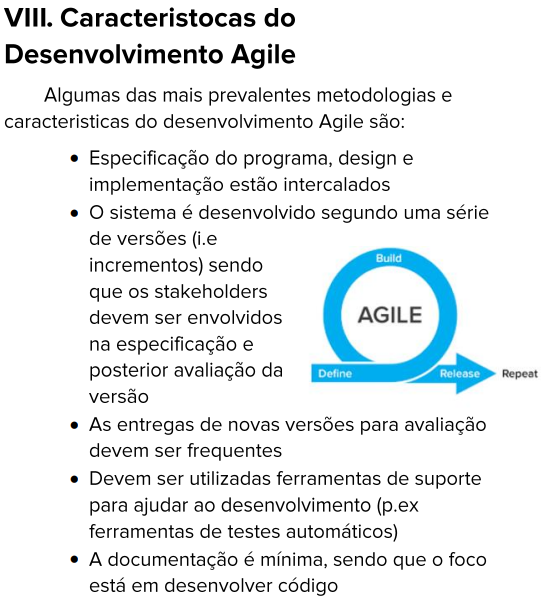 VIII. Caracteristocas do
Desenvolvimento Agile
Algumas das mais prevalentes metodologias e
caracteristicas do desenvolvimento Agile são:
• Especificação do programa, design e
implementação estão intercalados
• O sistema é desenvolvido segundo uma série
de versões (i.e
incrementos) sendo
que os stakeholders
devem ser envolvidos
na especificação e
posterior avaliação da
versão
Build
AGILE
Define
Release
Repeat
• As entregas de novas versões para avaliação
devem ser frequentes
• Devem ser utilizadas ferramentas de suporte
para ajudar ao desenvolvimento (p.ex
ferramentas de testes automáticos)
• A documentação é mínima, sendo que o foco
está em desenvolver código